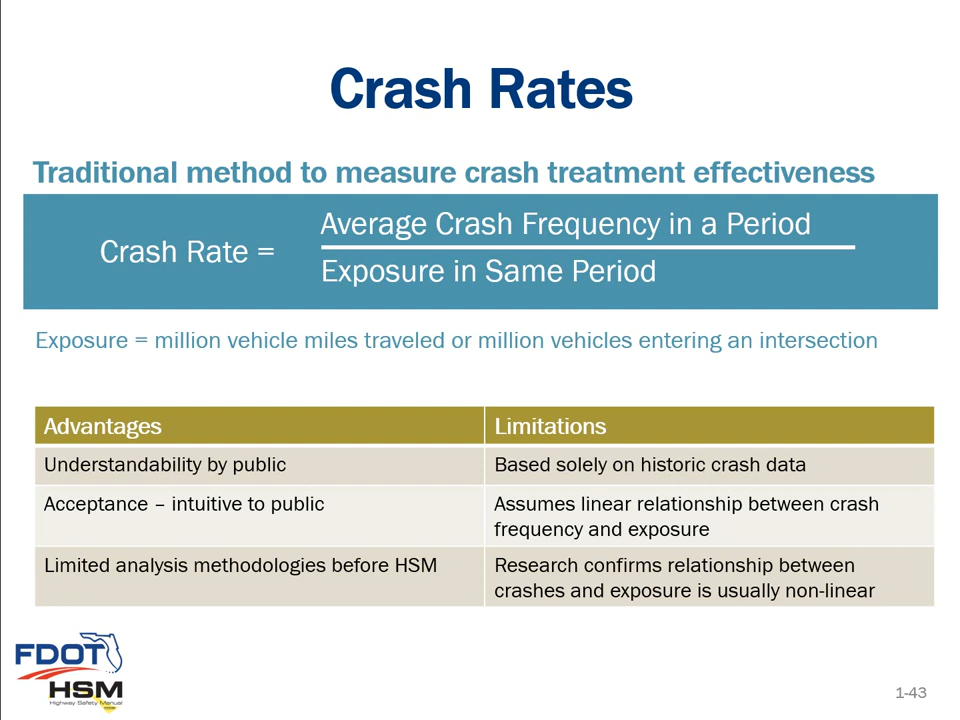 Crash Rates
Traditional method to measure crash treatment effectiveness
Crash Rate =
Average Crash Frequency in a Period
Exposure in Same Period
Exposure = million vehicle miles traveled or million vehicles entering an intersection
Advantages
Limitations
Understandability by public
Based solely on historic crash data
Acceptance – intuitive to public
Assumes linear relationship between crash
frequency and exposure
Limited analysis methodologies before HSM
Research confirms relationship between
crashes and exposure is usually non-linear
FDOT
HSM
Highway Safety Manual
1-43